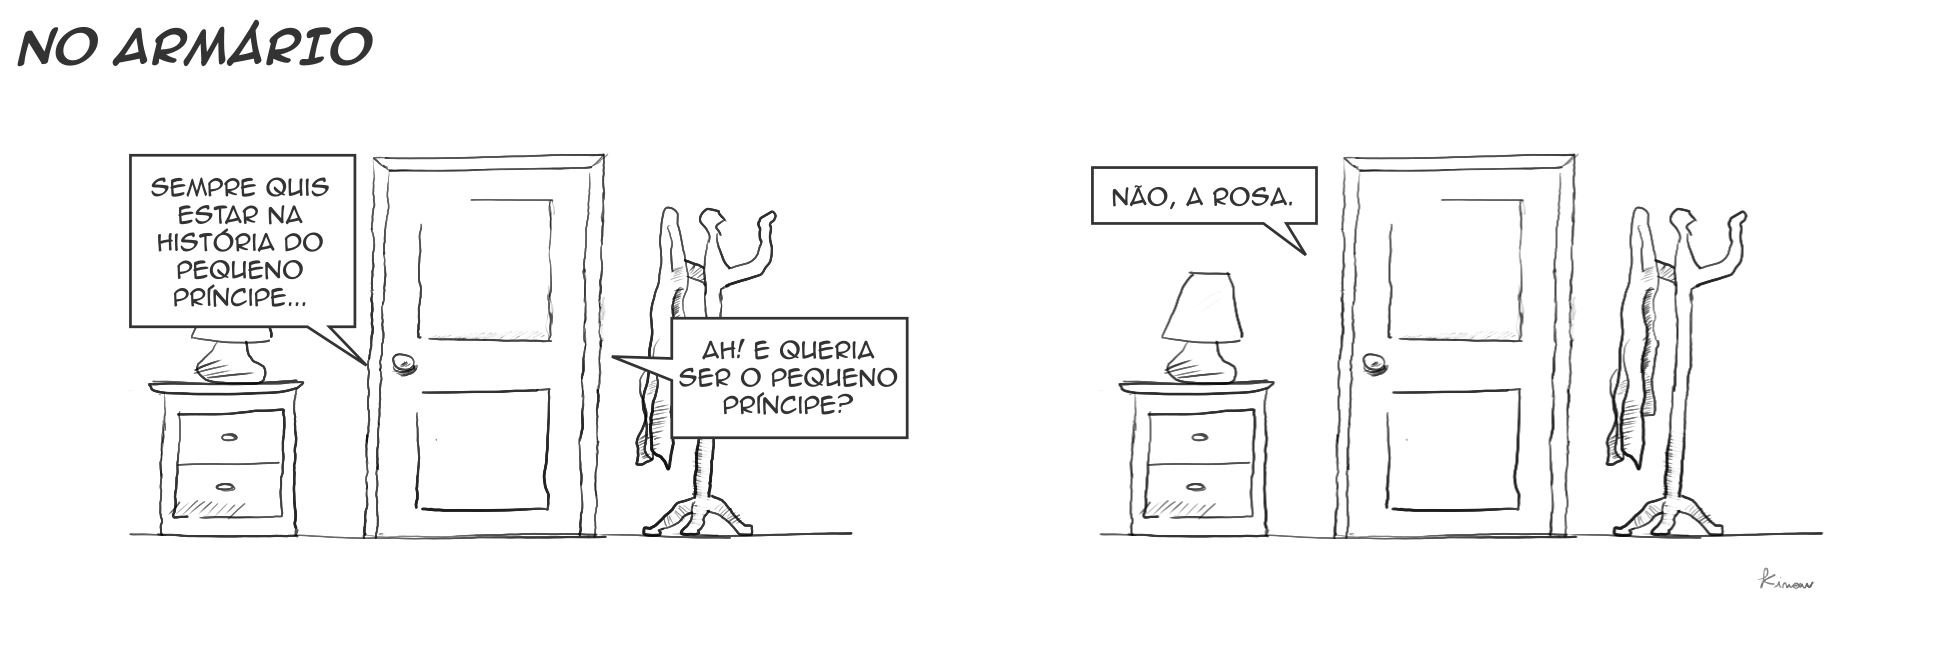 NO ARMÁRIO
SEMPRE QUIS
ESTAR NA
HISTÓRIA DO
PEQUENO
PRÍNCIPE...
AH! E QUERIA
SER O PEQUENO
PRÍNCIPE?
NÃO, A ROSA.